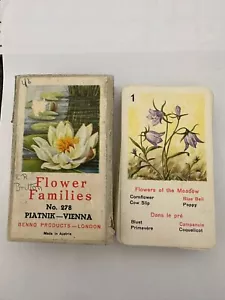 Flower
Families
No. 278
PIATNIK—VIENNA
BENNO PRODUCTS—LONDON
Made in Austria
1
Flowers of the Meadow
Cornflower Blue Bell
Cow Slip Poppy
Dans le pré
Bluet Campanule
Primevère Coquelicot